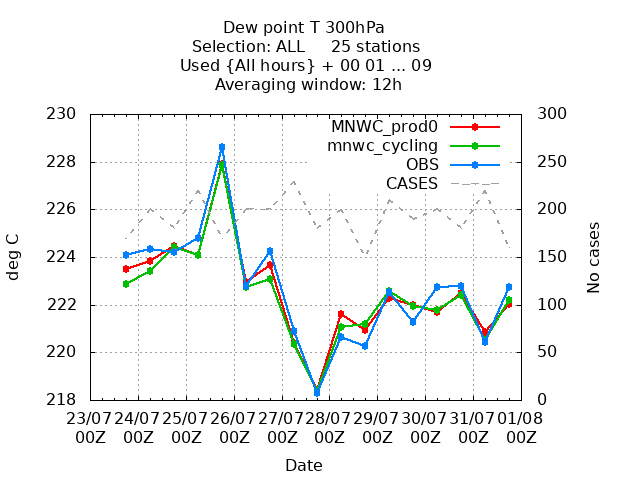 Dew point T 300hPa
Selection: ALL     25 stations
Used {All hours} + 00 01 ... 09
Averaging window: 12h
230
228
226
224
222
220
218
deg C
300
250
200
150
100
50
0
No cases
MNWC_prod0
mnwc_cycling
OBS
CASES
23/07 24/07 25/07 26/07 27/07 28/07 29/07 30/07 31/07 01/08
00Z 00Z 00Z 00Z 00Z 00Z 00Z 00Z 00Z 00Z
Date